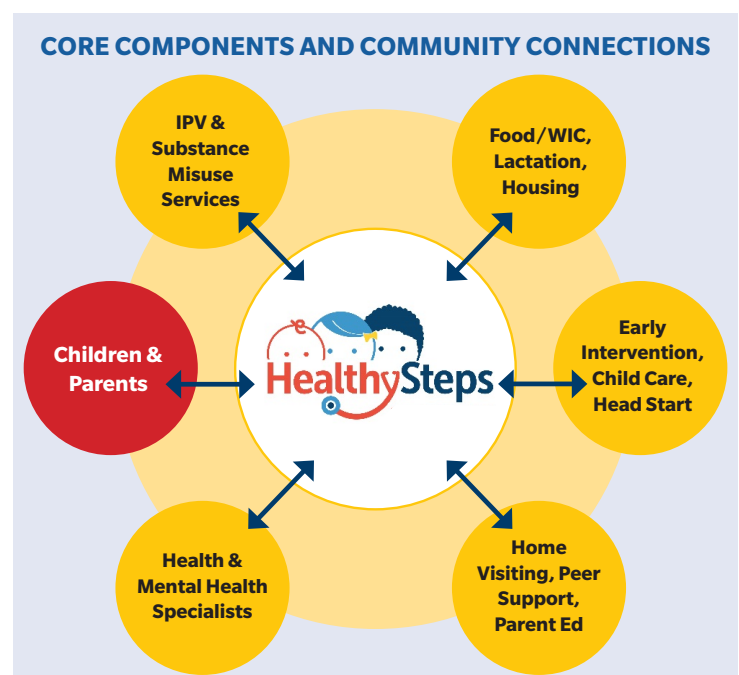 CORE COMPONENTS AND COMMUNITY CONNECTIONS
IPV &
Substance
Misuse
Services
Food/WIC,
Lactation,
Housing
Children &
Parents
HealthySteps
Early
Intervention,
Child Care,
Head Start
Health &
Mental Health
Specialists
Home
Visiting, Peer
Support,
Parent Ed